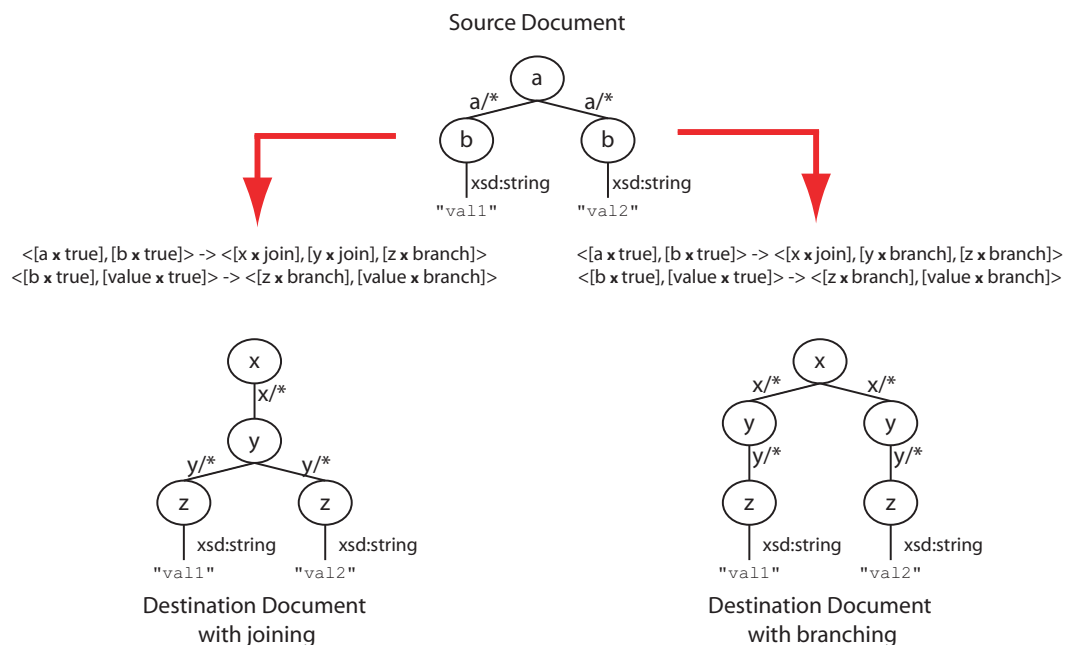 Source Document
a
a/* a/*
b b
xsd:string xsd:string
"val1" "val2"
<[a x true], [b x true]> -> <[x x join], [y x join], [z x branch]>
<[b x true], [value x true]> -> <[z x branch], [value x branch]>
<[a x true], [b x true]> -> <[x x join], [y x branch], [z x branch]>
<[b x true], [value x true]> -> <[z x branch], [value x branch]>
x
x/*
y
y/* y/*
z z
xsd:string xsd:string
"val1" "val2"
Destination Document
with joining
x
x/* x/*
y y
y/* y/*
z z
xsd:string xsd:string
"val1" "val2"
Destination Document
with branching